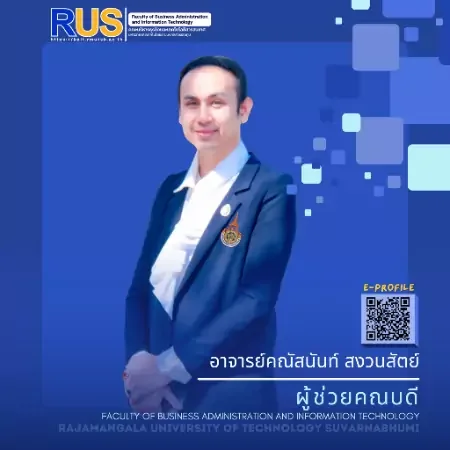 RUS
Faculty of Business Administration
and Information Technology
E-PROFILE
อาจารย์คณัสนันท์ สงวนสัตย์
ผู้ช่วยคณบดี
FACULTY OF BUSINESS ADMINISTRATION AND INFORMATION TECHNOLOGY
RAJAMANGALA UNIVERSITY OF TECHNOLOGY SUVARNABHUMI